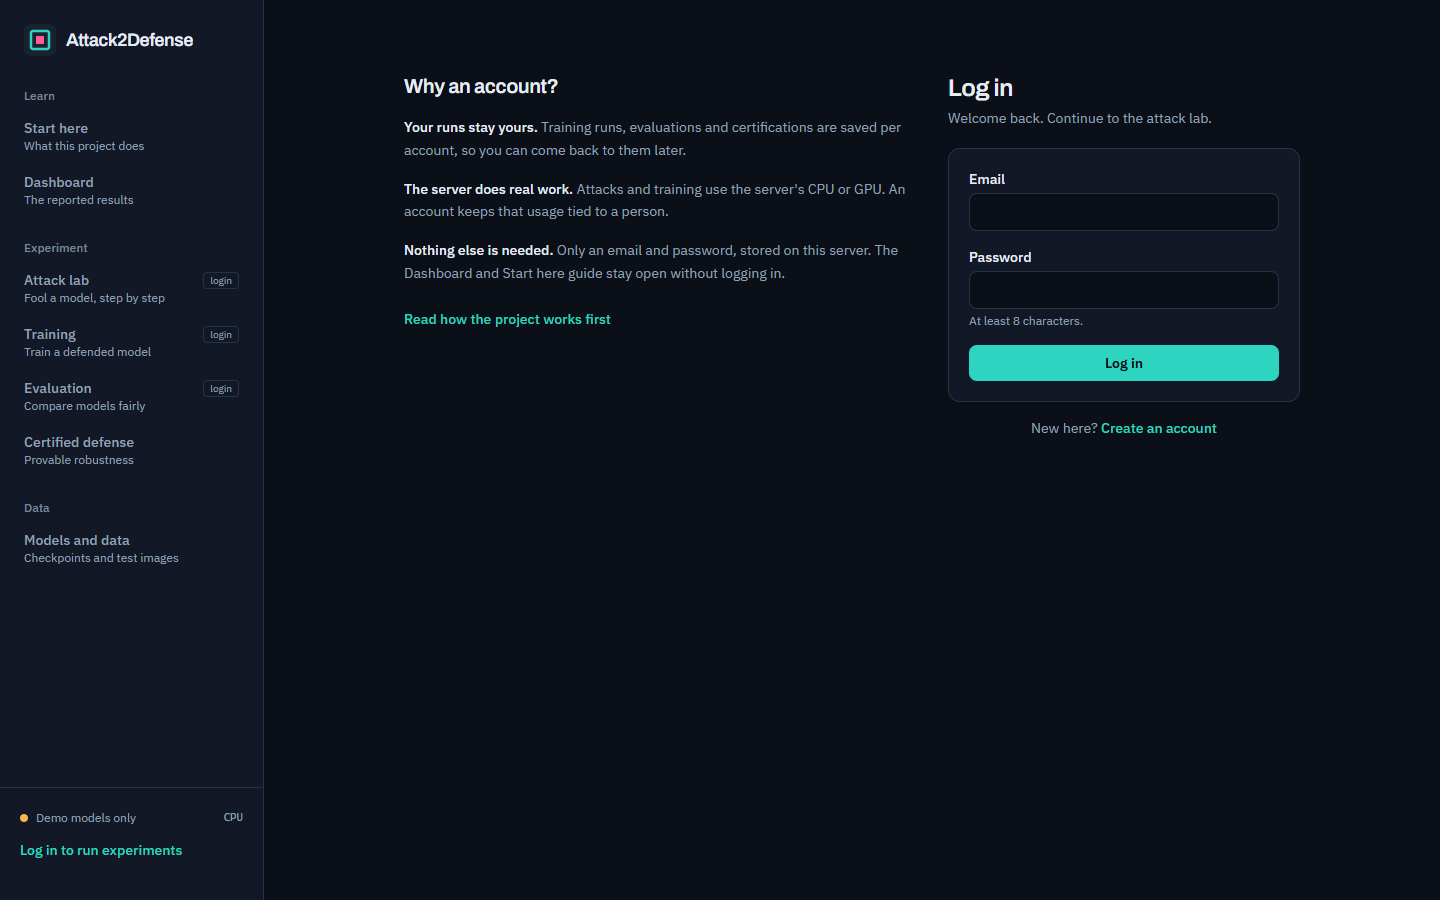 Attack2Defense
Learn
Start here
What this project does
Dashboard
The reported results
Experiment
Attack lab
login
Fool a model, step by step
Training
login
Train a defended model
Evaluation
login
Compare models fairly
Certified defense
Provable robustness
Data
Models and data
Checkpoints and test images
Demo models only
CPU
Log in to run experiments
Why an account?
Your runs stay yours. Training runs, evaluations and certifications are saved per
account, so you can come back to them later.
The server does real work. Attacks and training use the server's CPU or GPU. An
account keeps that usage tied to a person.
Nothing else is needed. Only an email and password, stored on this server. The
Dashboard and Start here guide stay open without logging in.
Read how the project works first
Log in
Welcome back. Continue to the attack lab.
Email
Password
At least 8 characters.
Log in
New here? Create an account